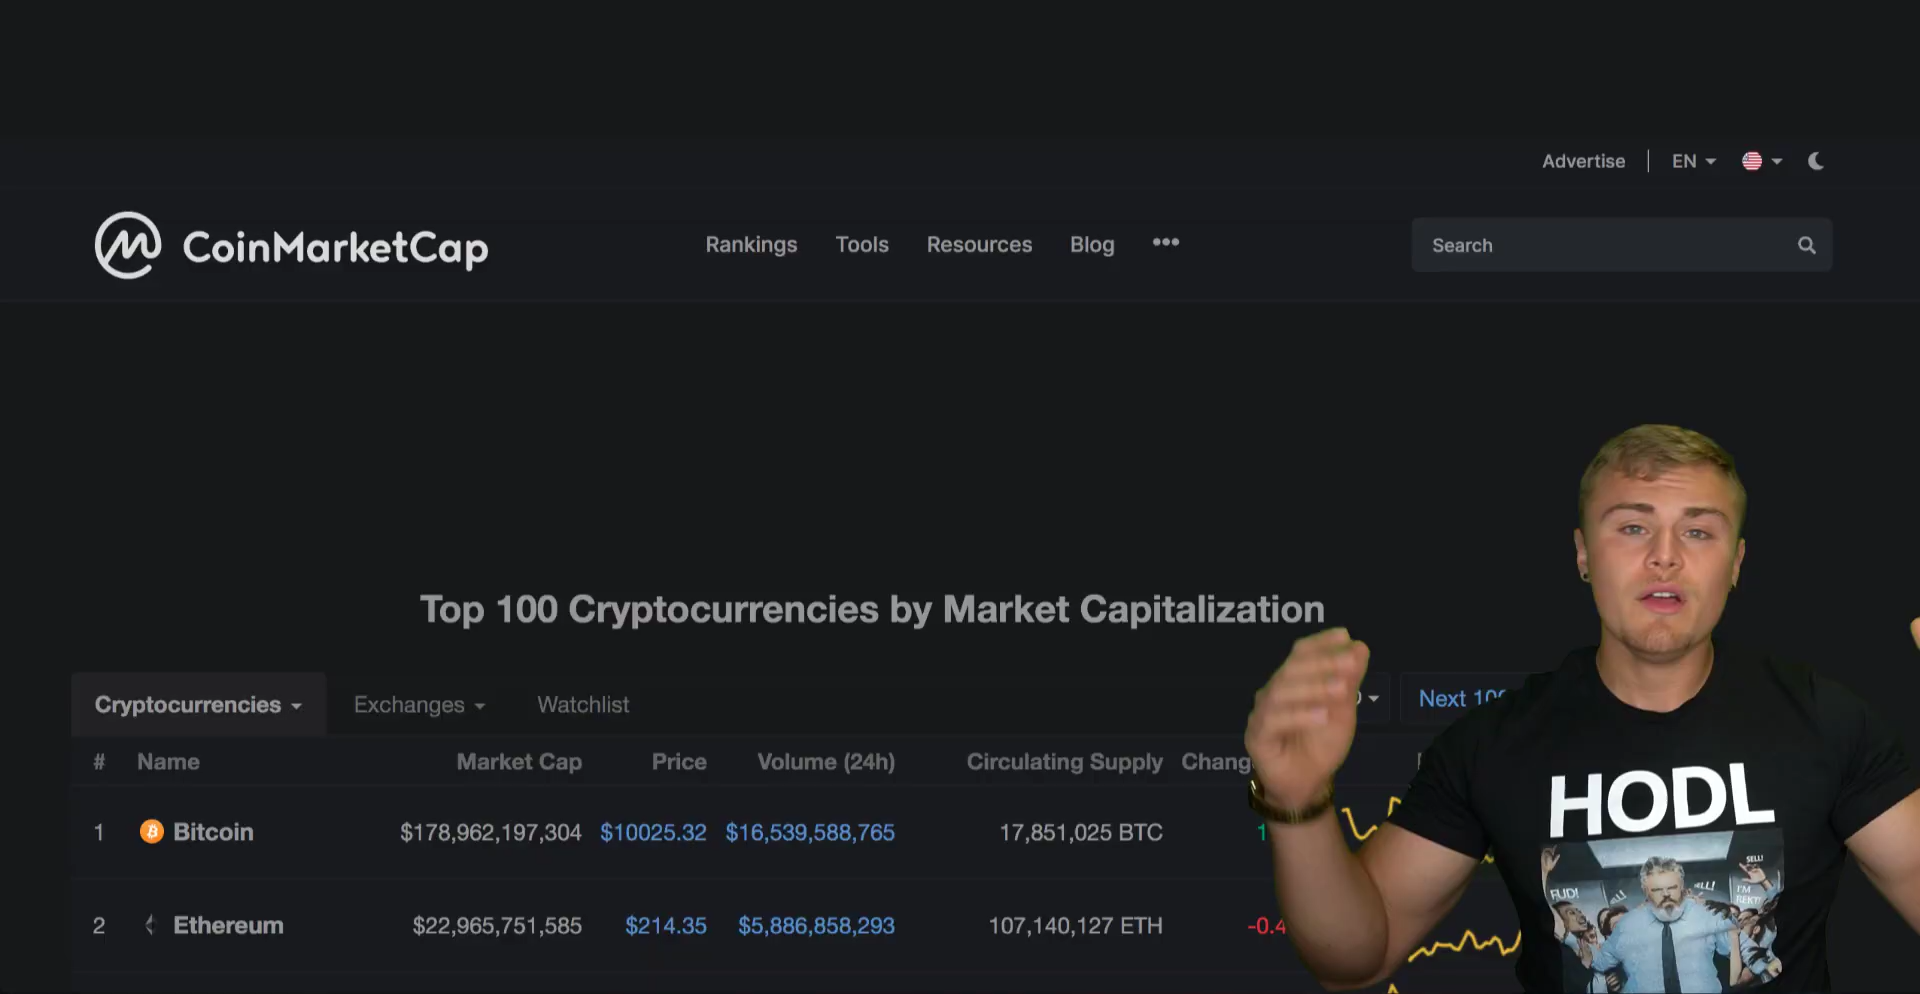 Advertise | EN
CoinMarketCap
Rankings Tools Resources Blog •••
Search
Top 100 Cryptocurrencies by Market Capitalization
Cryptocurrencies Exchanges Watchlist
Next
# Name Market Cap Price Volume (24h) Circulating Supply
1 Bitcoin $178,962,197,304 $10025.32 $16,539,588,765 17,851,025 BTC
2 Ethereum $22,965,751,585 $214.35 $5,886,858,293 107,140,127 ETH
HODL
SELL!
FUD!
I'M
REKT!